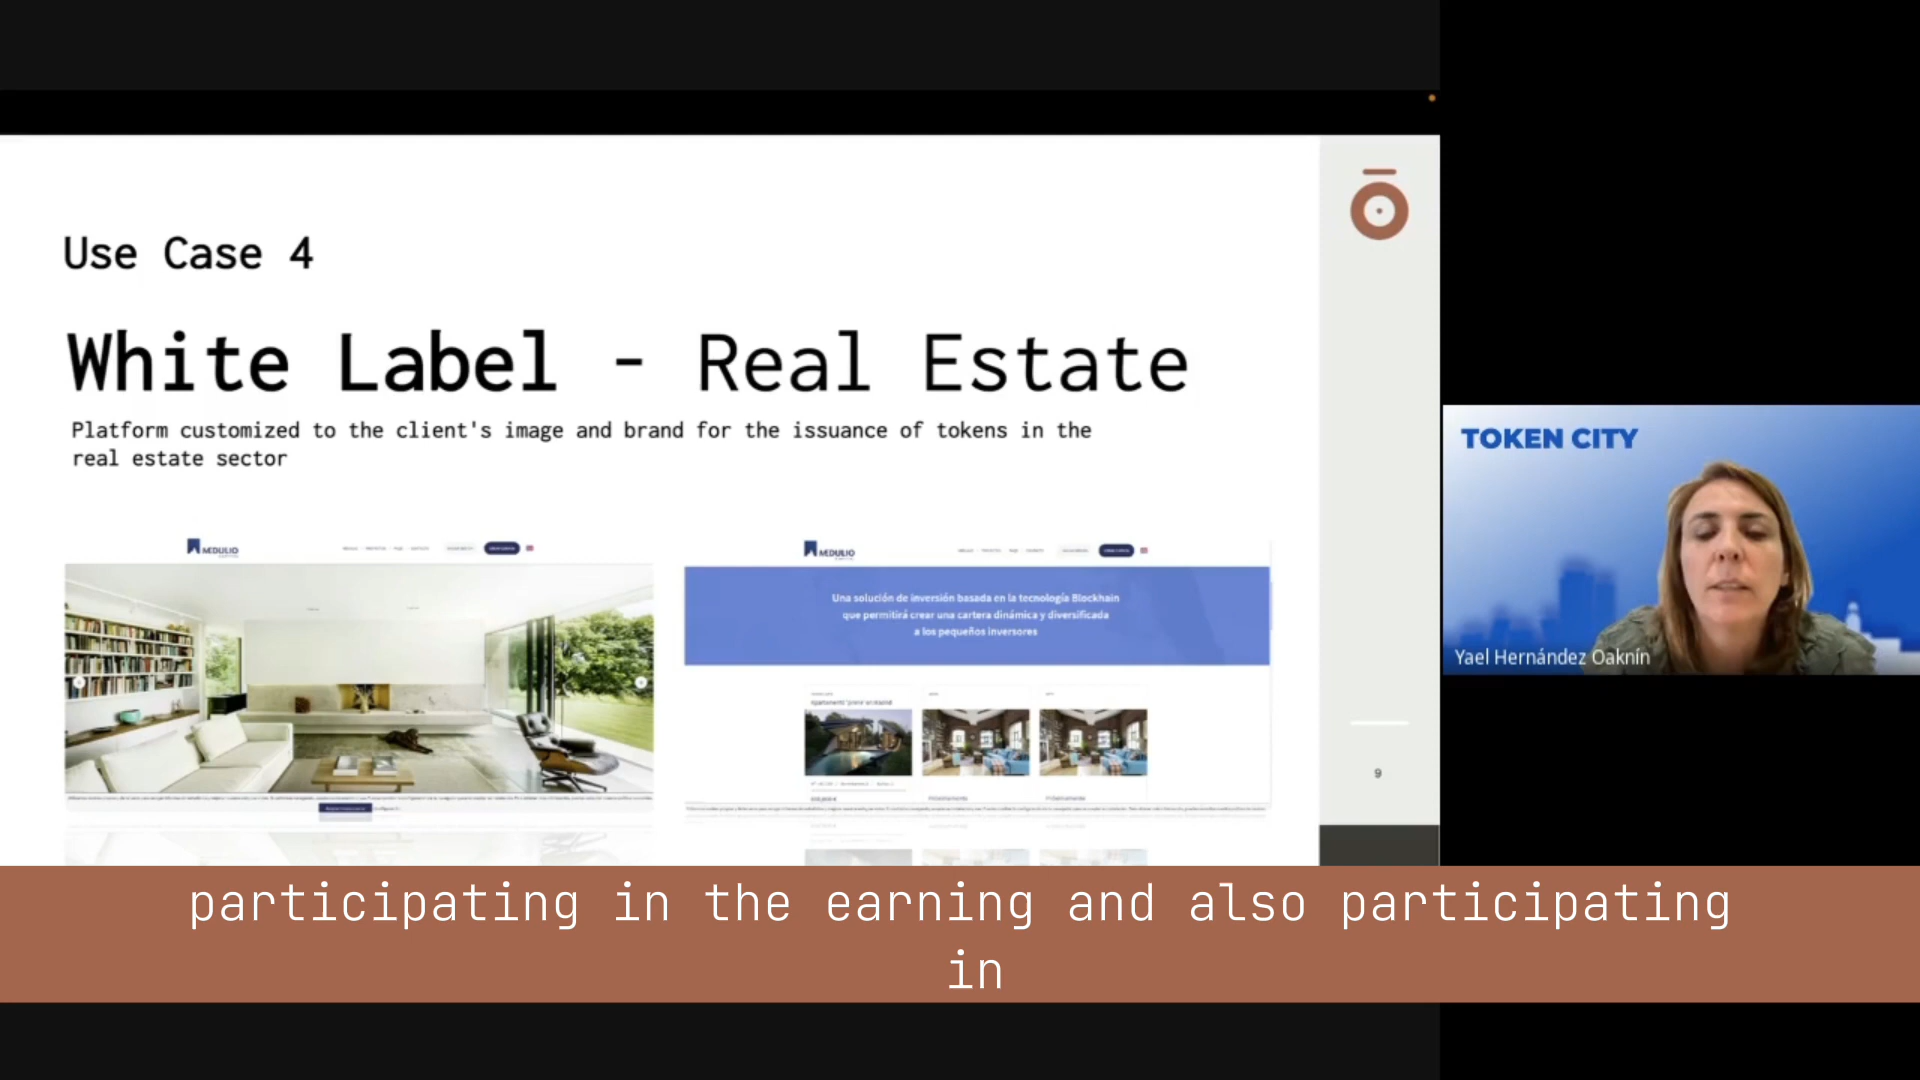 Use Case 4
White Label - Real Estate
Platform customized to the client's image and brand for the issuance of tokens in the
real estate sector
MEDULIO
MEDULIO
Una solución de inversión basada en la tecnología Blockhain
que permitirá crear una cartera dinámica y diversificada
a los pequeños inversores
9
TOKEN CITY
Yael Hernández Oaknín
participating in the earning and also participating
in